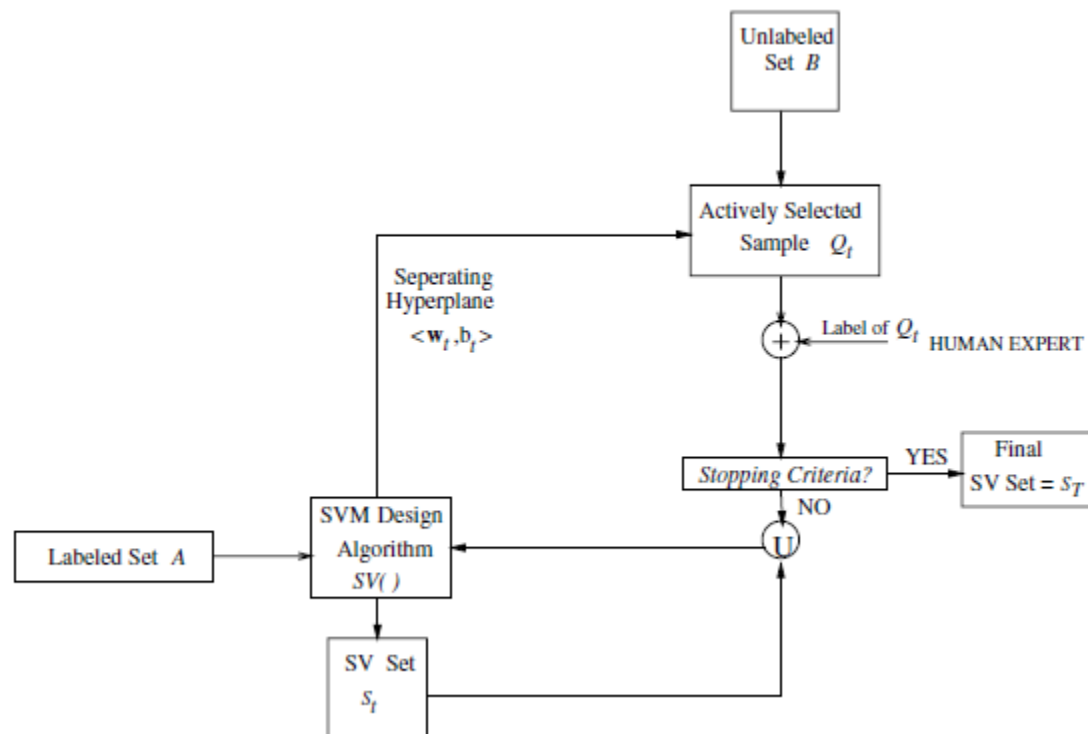 Unlabeled
Set B
Actively Selected
Sample Q_t
Seperating
Hyperplane
<w_t ,b_t>
+
Label of Q_t
HUMAN EXPERT
Stopping Criteria?
YES
Final
SV Set = S_T
NO
U
SVM Design
Algorithm
SV( )
Labeled Set A
SV Set
S_t